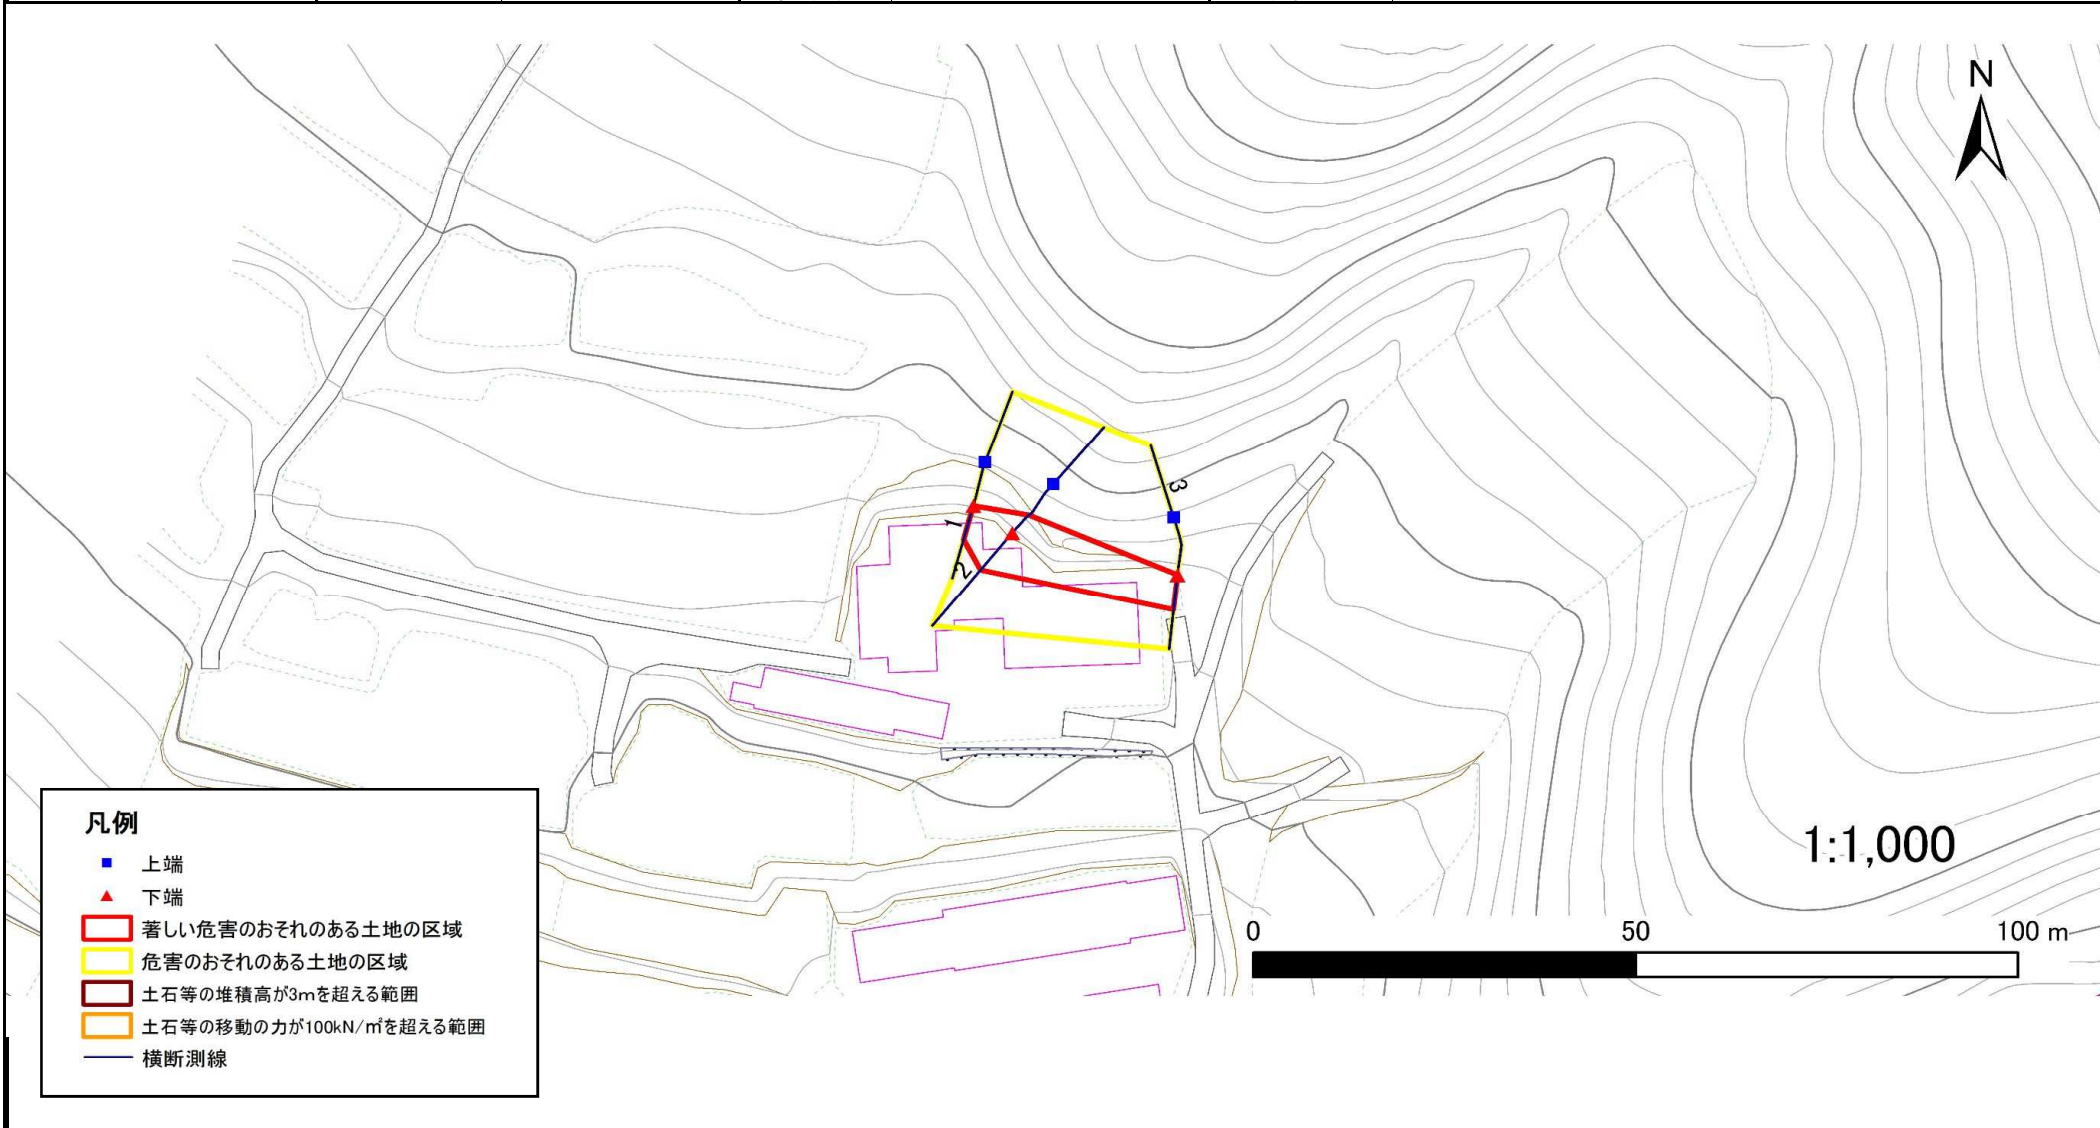 N
3
1
2
1:1,000
0 50 100 m
凡例
上端
下端
著しい危害のおそれのある土地の区域
危害のおそれのある土地の区域
土石等の堆積高が3mを超える範囲
土石等の移動の力が100kN/㎡を超える範囲
横断測線